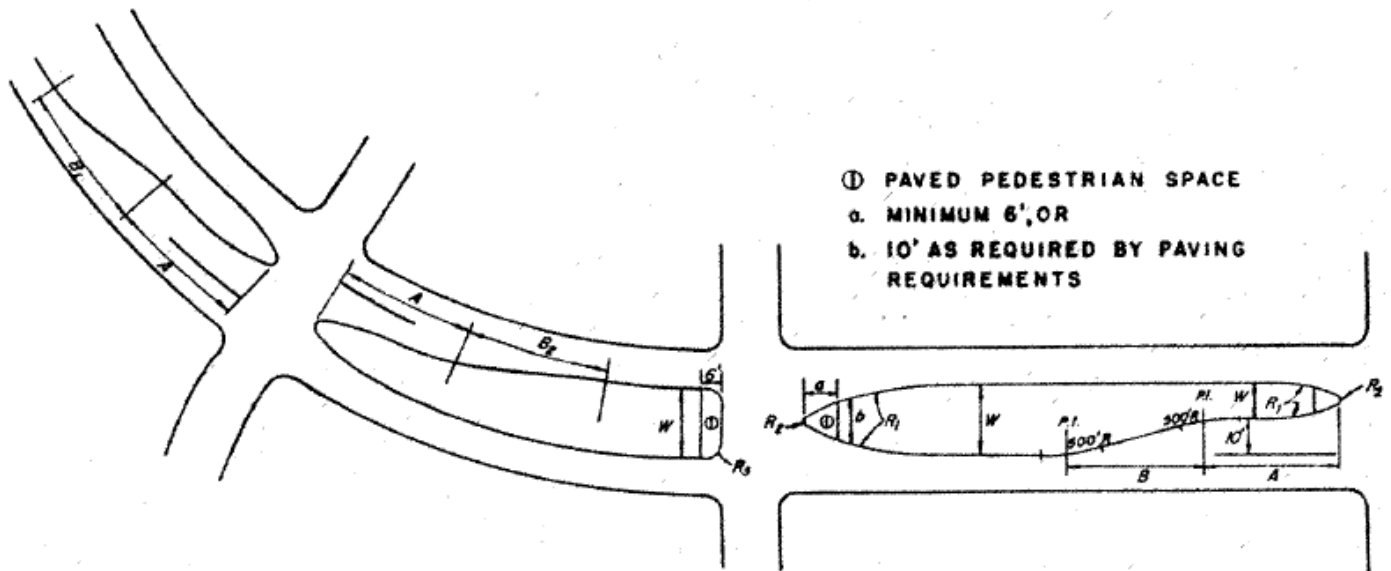 ① PAVED PEDESTRIAN SPACE
a. MINIMUM 6', OR
b. 10' AS REQUIRED BY PAVING
REQUIREMENTS
B₁
A
A
B₂
6'
W
①
R₃
a
R₂
①
b
R₁
W
P.I.
500'R
500'R
P.I.
W
R₁
R₂
10'
B
A